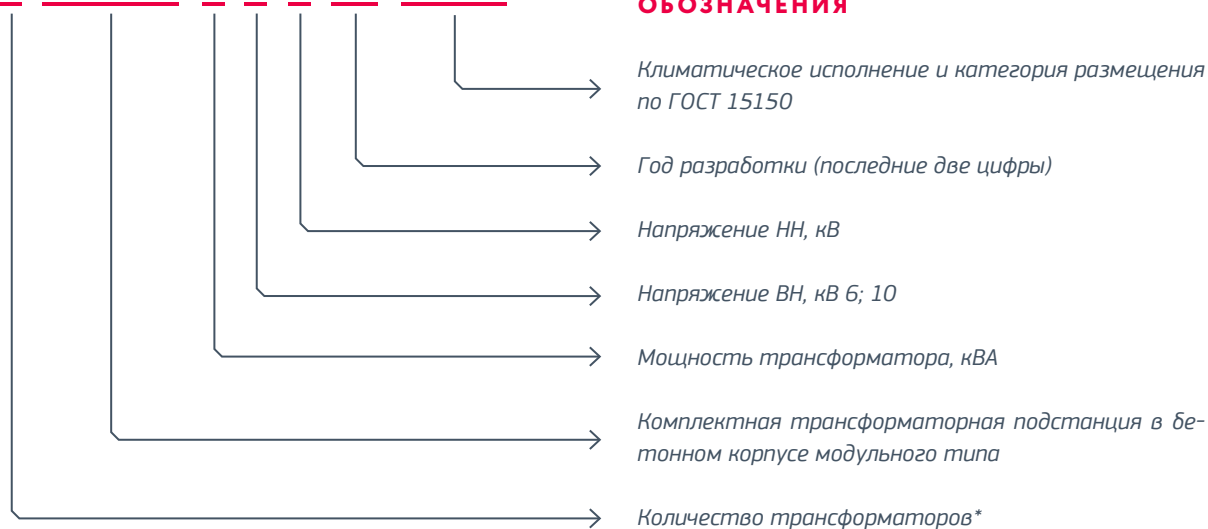 ОБОЗНАЧЕНИЯ
Климатическое исполнение и категория размещения
по ГОСТ 15150
Год разработки (последние две цифры)
Напряжение НН, кВ
Напряжение ВН, кВ 6; 10
Мощность трансформатора, кВА
Комплектная трансформаторная подстанция в бе-
тонном корпусе модульного типа
Количество трансформаторов*